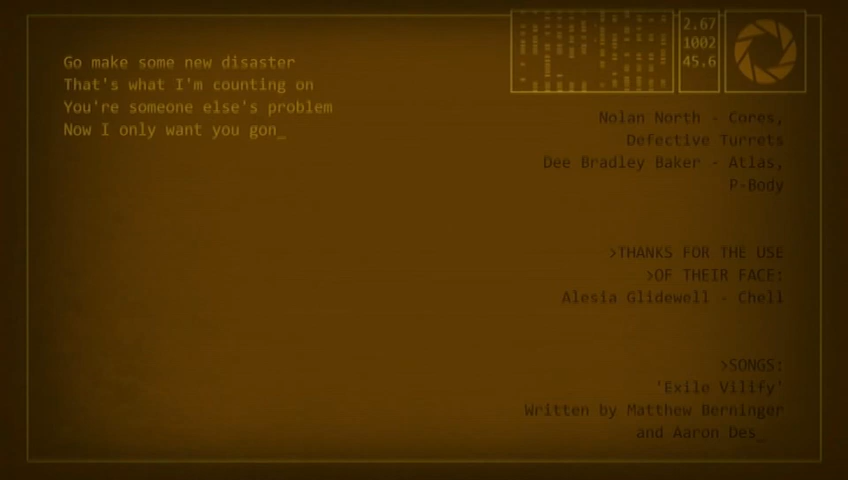 Go make some new disaster
That's what I'm counting on
You're someone else's problem
Now I only want you gon_
2.67
1002
45.6
Nolan North - Cores,
Defective Turrets
Dee Bradley Baker - Atlas,
P-Body
>THANKS FOR THE USE
>OF THEIR FACE:
Alesia Glidewell - Chell
>SONGS:
'Exile Vilify'
Written by Matthew Berninger
and Aaron Des_